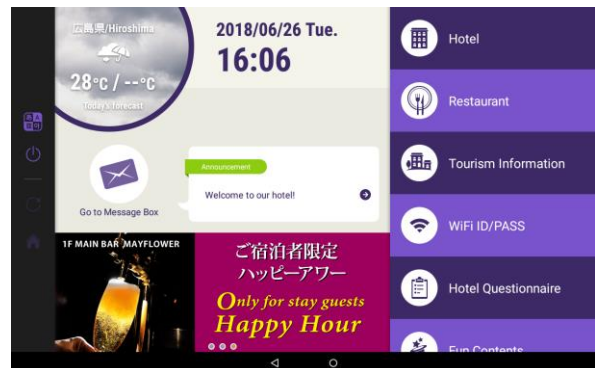 広島県/Hiroshima
28°C / --°C
Today's forecast
2018/06/26 Tue.
16:06
Go to Message Box
Announcement
Welcome to our hotel!
1F MAIN BAR MAYFLOWER
ご宿泊者限定
ハッピーアワー
Only for stay guests
Happy Hour
Hotel
Restaurant
Tourism Information
WiFi ID/PASS
Hotel Questionnaire
Fun Contents